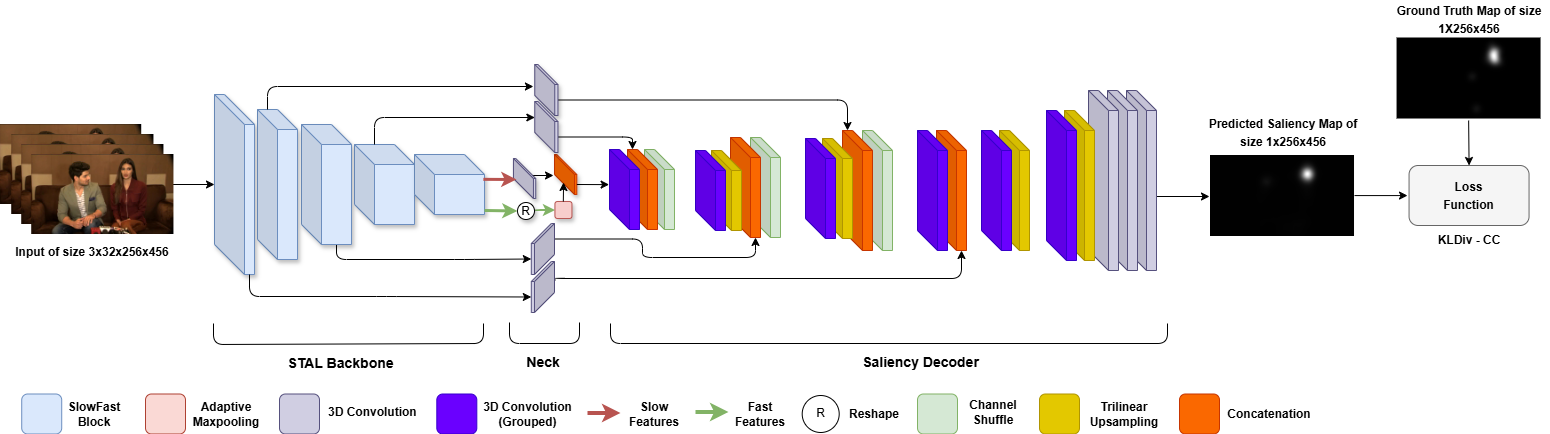 Ground Truth Map of size
1X256x456
Predicted Saliency Map of
size 1x256x456
Loss
Function
KLDiv - CC
Input of size 3x32x256x456
R
STAL Backbone
Neck
Saliency Decoder
SlowFast
Block
Adaptive
Maxpooling
3D Convolution
3D Convolution
(Grouped)
Slow
Features
Fast
Features
R
Reshape
Channel
Shuffle
Trilinear
Upsampling
Concatenation